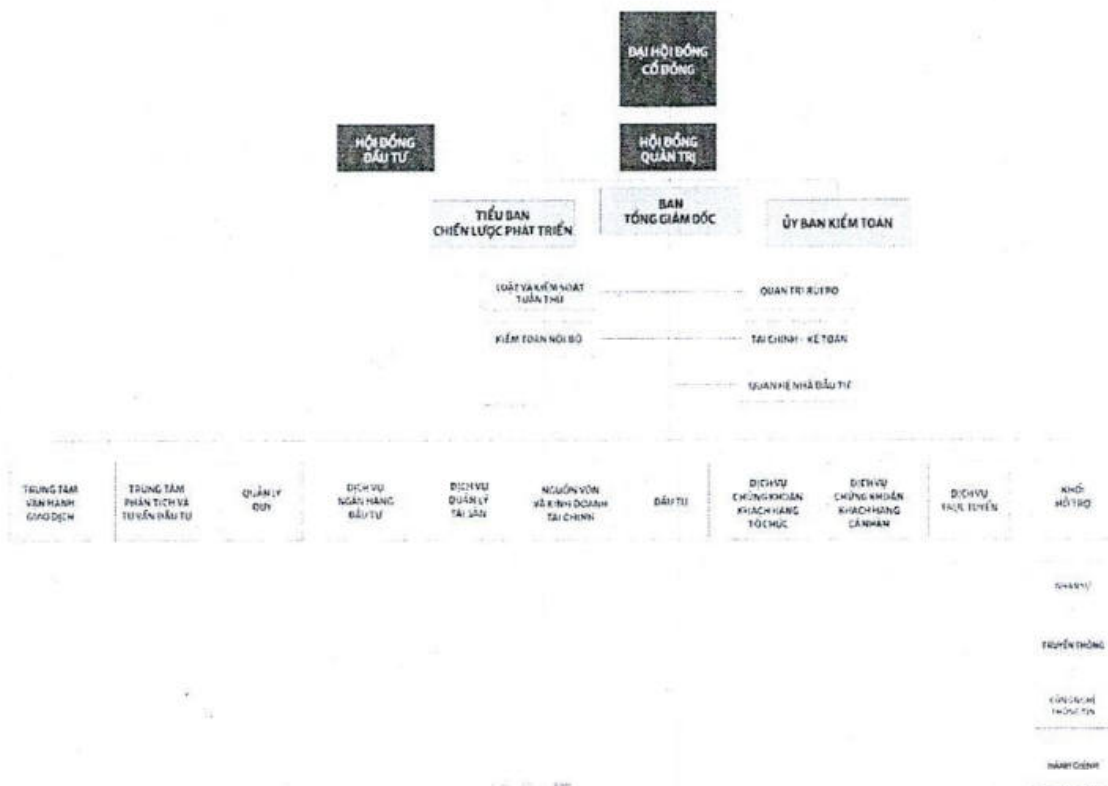 ĐẠI HỘI ĐỒNG
CỔ ĐÔNG
HỘI ĐỒNG
ĐẦU TƯ
HỘI ĐỒNG
QUẢN TRỊ
TIỂU BAN
CHIẾN LƯỢC PHÁT TRIỂN
BAN
TỔNG GIÁM ĐỐC
ỦY BAN KIỂM TOÁN
LUẬT VÀ KIỂM SOÁT
TUÂN THỦ
QUẢN TRỊ RỦI RO
KIỂM TOÁN NỘI BỘ
TÀI CHÍNH - KẾ TOÁN
QUAN HỆ NHÀ ĐẦU TƯ
TRUNG TÂM
VẬN HÀNH
GIAO DỊCH
TRUNG TÂM
PHÂN TÍCH VÀ
TƯ VẤN ĐẦU TƯ
QUẢN LÝ
QUỸ
DỊCH VỤ
NGÂN HÀNG
ĐẦU TƯ
DỊCH VỤ
QUẢN LÝ
TÀI SẢN
NGUỒN VỐN
VÀ KINH DOANH
TÀI CHÍNH
ĐẦU TƯ
DỊCH VỤ
CHỨNG KHOÁN
KHÁCH HÀNG
TỔ CHỨC
DỊCH VỤ
CHỨNG KHOÁN
KHÁCH HÀNG
CÁ NHÂN
DỊCH VỤ
TRỰC TUYẾN
KHỐI
HỖ TRỢ
NHÂN SỰ
TRUYỀN THÔNG
CÔNG NGHỆ
THÔNG TIN
HÀNH CHÍNH